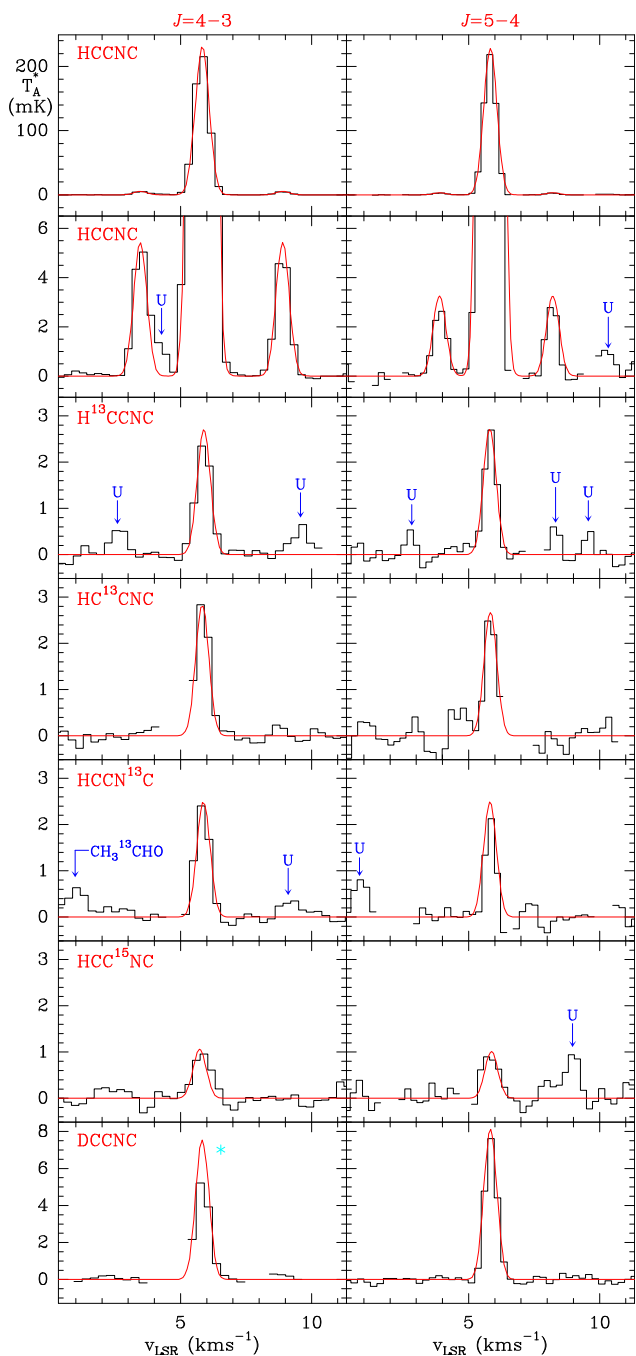 J=4−3 J=5−4
HCCNC
200
T*A
(mK)
100
0
HCCNC
6
4
2
0
U
U
H¹³CCNC
3
2
1
0
U U
U U U
HC¹³CNC
3
2
1
0
HCCN¹³C
3
2
1
0
CH₃¹³CHO
U
U
HCC¹⁵NC
3
2
1
0
U
DCCNC
8
6
4
2
0
*
5 10 5 10
vLSR (kms⁻¹) vLSR (kms⁻¹)